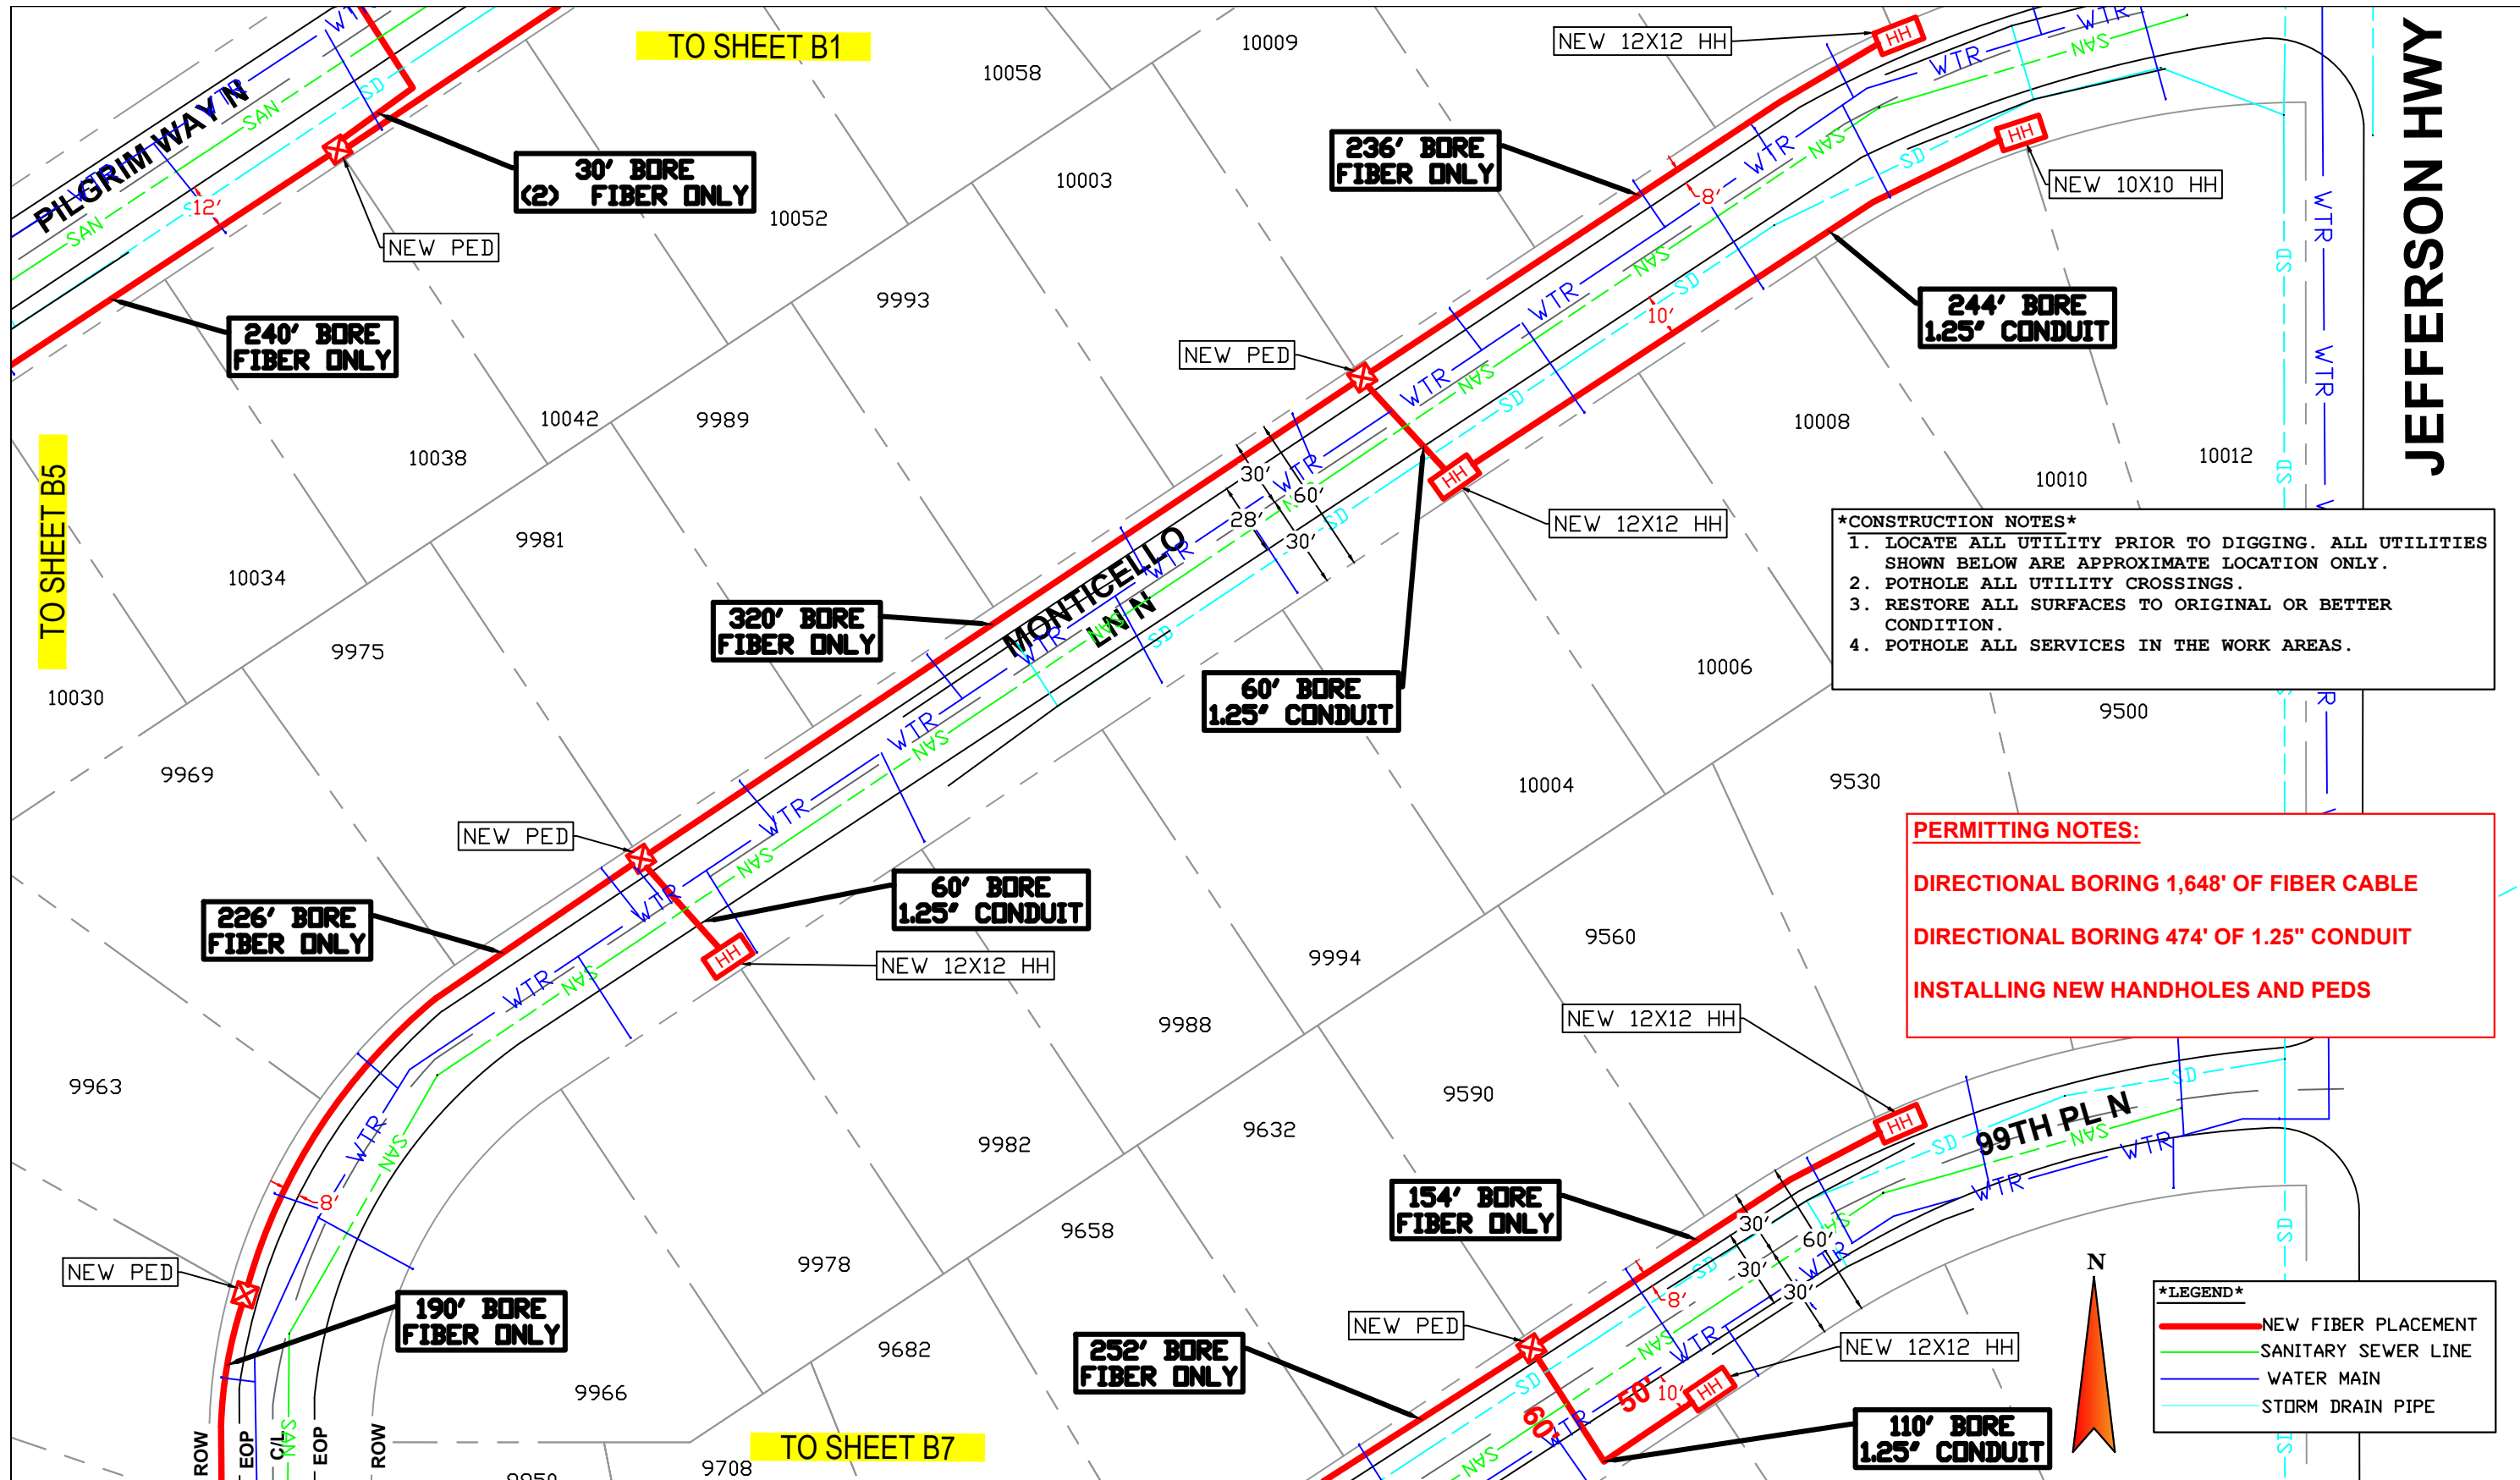 TO SHEET B1
TO SHEET B5
TO SHEET B7
PILGRIM WAY N
MONTICELLO
LN N
JEFFERSON HWY
99TH PL N
30' BORE
(2) FIBER ONLY
NEW PED
12'
240' BORE
FIBER ONLY
236' BORE
FIBER ONLY
NEW 12X12 HH
HH
HH
NEW 10X10 HH
8'
10'
244' BORE
1.25" CONDUIT
NEW PED
HH
NEW 12X12 HH
30'
60'
28'
30'
320' BORE
FIBER ONLY
60' BORE
1.25" CONDUIT
NEW PED
226' BORE
FIBER ONLY
60' BORE
1.25" CONDUIT
HH
NEW 12X12 HH
8'
NEW PED
190' BORE
FIBER ONLY
ROW
EOP
C/L
SAN
EOP
ROW
NEW 12X12 HH
HH
154' BORE
FIBER ONLY
30'
60'
30'
30'
8'
NEW PED
252' BORE
FIBER ONLY
60'
50'
10'
HH
NEW 12X12 HH
110' BORE
1.25" CONDUIT
10009
10058
10003
10052
9993
10042
9989
10038
9981
10034
9975
10030
9969
9963
10008
10010
10012
10006
9500
10004
9530
9994
9560
9988
9590
9982
9632
9978
9658
9966
9682
9708
WTR
SAN
SD
*CONSTRUCTION NOTES*
1. LOCATE ALL UTILITY PRIOR TO DIGGING. ALL UTILITIES
SHOWN BELOW ARE APPROXIMATE LOCATION ONLY.
2. POTHOLE ALL UTILITY CROSSINGS.
3. RESTORE ALL SURFACES TO ORIGINAL OR BETTER
CONDITION.
4. POTHOLE ALL SERVICES IN THE WORK AREAS.
PERMITTING NOTES:
DIRECTIONAL BORING 1,648' OF FIBER CABLE
DIRECTIONAL BORING 474' OF 1.25" CONDUIT
INSTALLING NEW HANDHOLES AND PEDS
N
*LEGEND*
NEW FIBER PLACEMENT
SANITARY SEWER LINE
WATER MAIN
STORM DRAIN PIPE